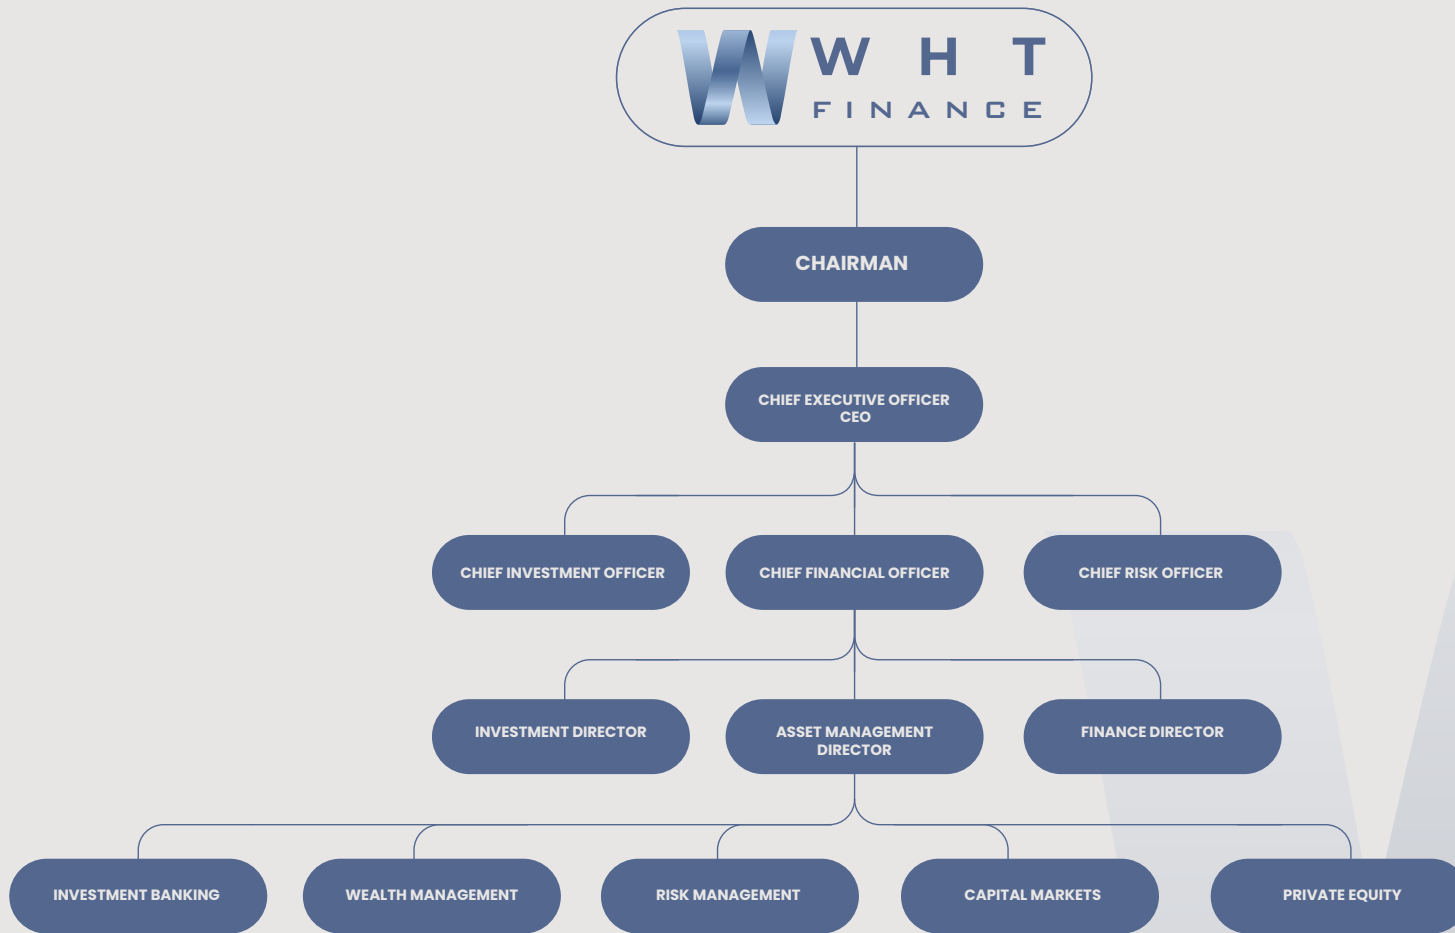 W H T
FINANCE
CHAIRMAN
CHIEF EXECUTIVE OFFICER
CEO
CHIEF INVESTMENT OFFICER
CHIEF FINANCIAL OFFICER
CHIEF RISK OFFICER
INVESTMENT DIRECTOR
ASSET MANAGEMENT
DIRECTOR
FINANCE DIRECTOR
INVESTMENT BANKING
WEALTH MANAGEMENT
RISK MANAGEMENT
CAPITAL MARKETS
PRIVATE EQUITY